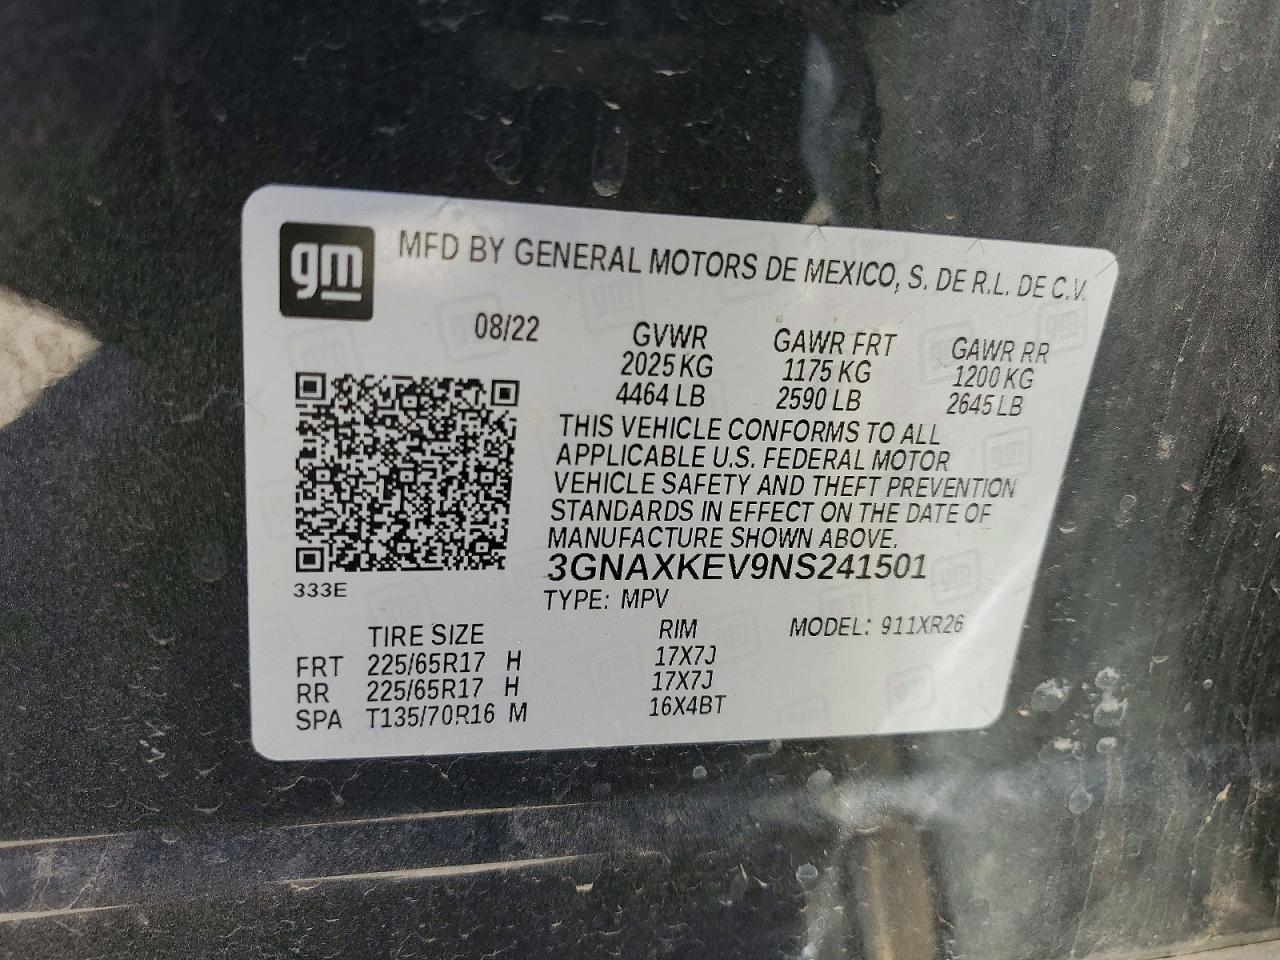 gm
MFD BY GENERAL MOTORS DE MEXICO, S. DE R.L. DE C.V.
08/22
GVWR
2025 KG
4464 LB
GAWR FRT
1175 KG
2590 LB
GAWR RR
1200 KG
2645 LB
THIS VEHICLE CONFORMS TO ALL
APPLICABLE U.S. FEDERAL MOTOR
VEHICLE SAFETY AND THEFT PREVENTION
STANDARDS IN EFFECT ON THE DATE OF
MANUFACTURE SHOWN ABOVE.
3GNAXKEV9NS241501
333E
TYPE: MPV
MODEL: 911XR26
TIRE SIZE RIM
FRT 225/65R17 H 17X7J
RR 225/65R17 H 17X7J
SPA T135/70R16 M 16X4BT